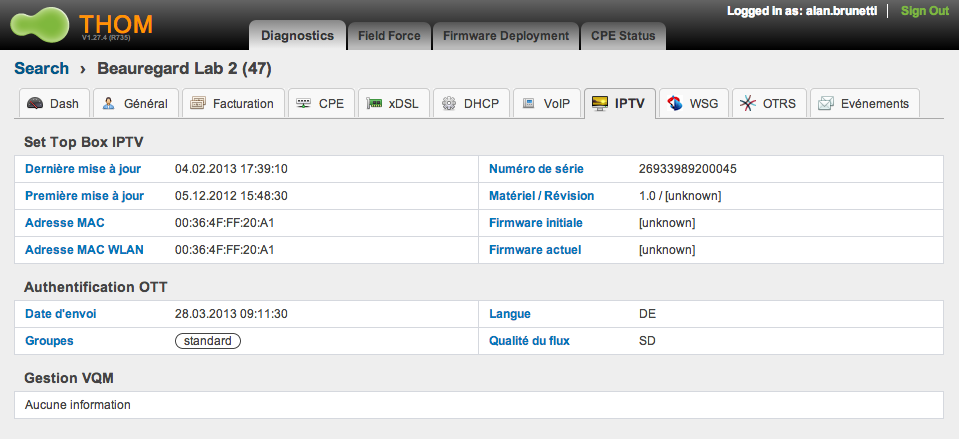 Logged in as: alan.brunetti Sign Out
THOM
V1.27.4 (R735)
Diagnostics Field Force Firmware Deployment CPE Status
Search › Beauregard Lab 2 (47)
Dash Général Facturation CPE xDSL DHCP VoIP IPTV WSG OTRS Evénements
Set Top Box IPTV
Dernière mise à jour 04.02.2013 17:39:10 Numéro de série 26933989200045
Première mise à jour 05.12.2012 15:48:30 Matériel / Révision 1.0 / [unknown]
Adresse MAC 00:36:4F:FF:20:A1 Firmware initiale [unknown]
Adresse MAC WLAN 00:36:4F:FF:20:A1 Firmware actuel [unknown]
Authentification OTT
Date d'envoi 28.03.2013 09:11:30 Langue DE
Groupes standard Qualité du flux SD
Gestion VQM
Aucune information